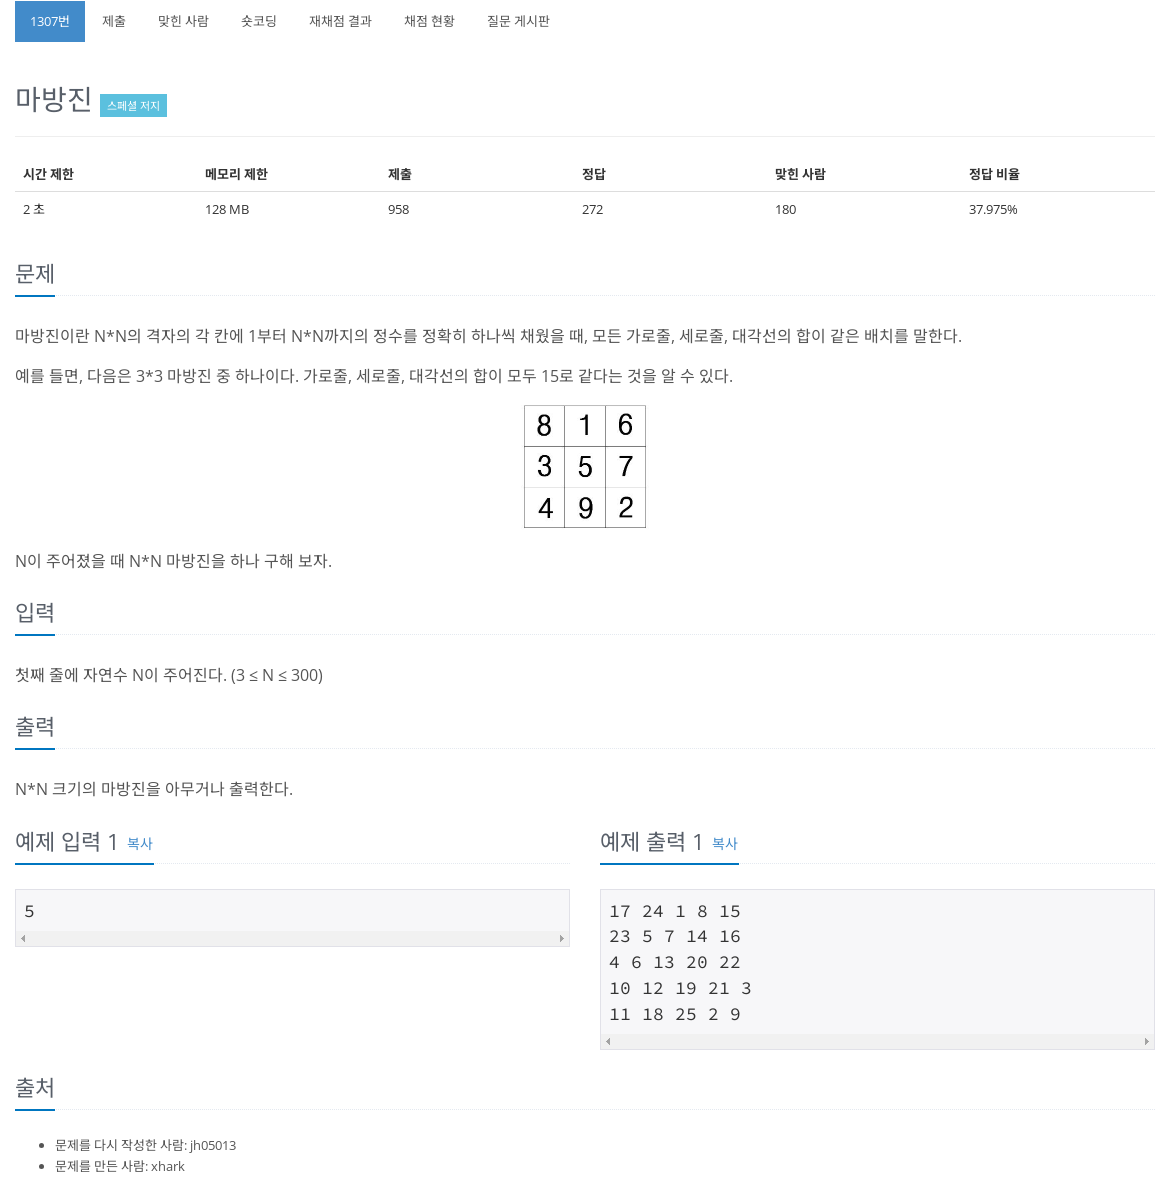 1307번 제출 맞힌 사람 숏코딩 재채점 결과 채점 현황 질문 게시판
마방진 스페셜 저지
시간 제한 메모리 제한 제출 정답 맞힌 사람 정답 비율
2 초 128 MB 958 272 180 37.975%
문제
마방진이란 N*N의 격자의 각 칸에 1부터 N*N까지의 정수를 정확히 하나씩 채웠을 때, 모든 가로줄, 세로줄, 대각선의 합이 같은 배치를 말한다.
예를 들면, 다음은 3*3 마방진 중 하나이다. 가로줄, 세로줄, 대각선의 합이 모두 15로 같다는 것을 알 수 있다.
8 1 6
3 5 7
4 9 2
N이 주어졌을 때 N*N 마방진을 하나 구해 보자.
입력
첫째 줄에 자연수 N이 주어진다. (3 ≤ N ≤ 300)
출력
N*N 크기의 마방진을 아무거나 출력한다.
예제 입력 1 복사
5
예제 출력 1 복사
17 24 1 8 15
23 5 7 14 16
4 6 13 20 22
10 12 19 21 3
11 18 25 2 9
출처
문제를 다시 작성한 사람: jh05013
문제를 만든 사람: xhark